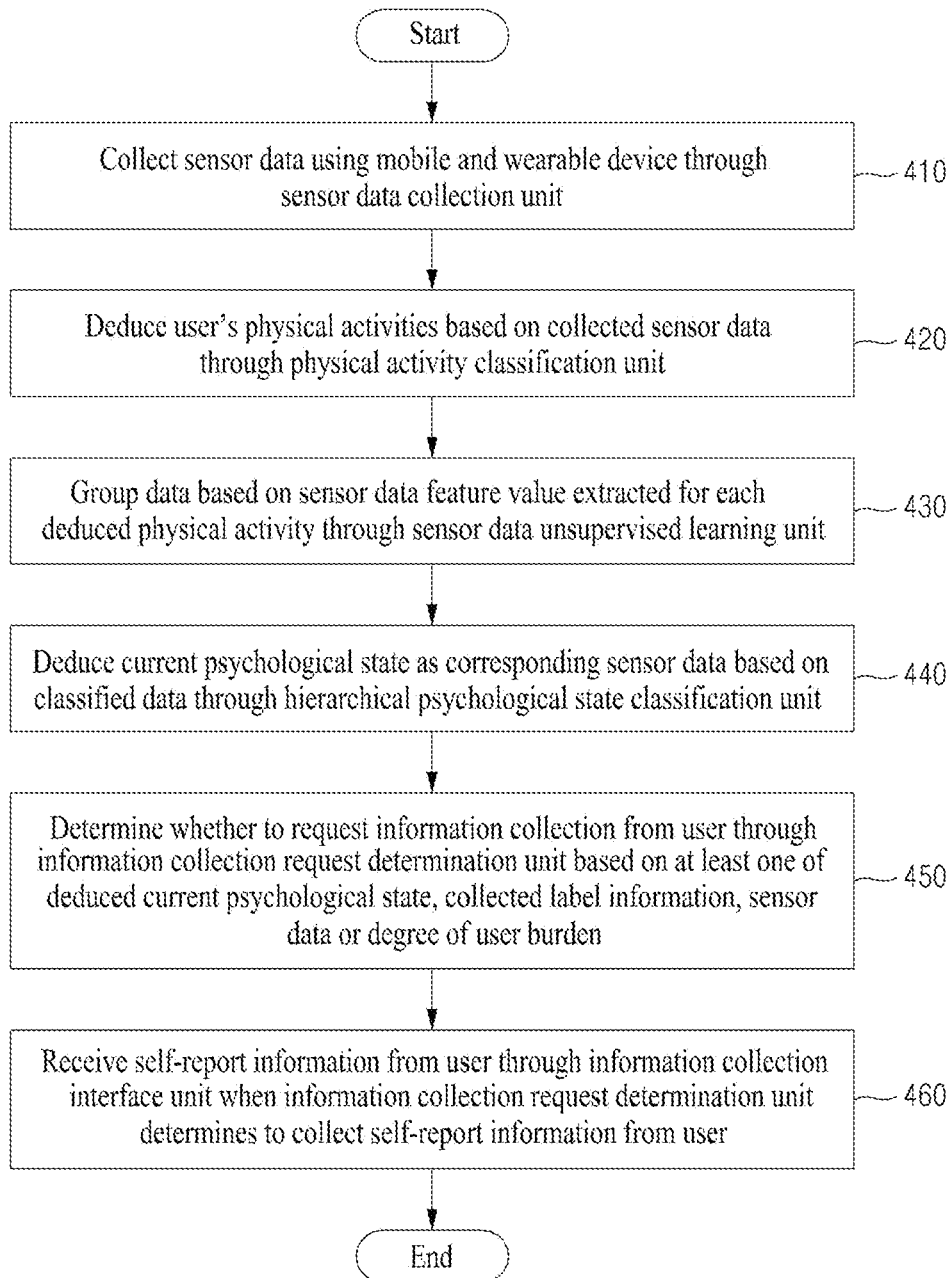 Start
Collect sensor data using mobile and wearable device through
sensor data collection unit
410
Deduce user's physical activities based on collected sensor data
through physical activity classification unit
420
Group data based on sensor data feature value extracted for each
deduced physical activity through sensor data unsupervised learning unit
430
Deduce current psychological state as corresponding sensor data based on
classified data through hierarchical psychological state classification unit
440
Determine whether to request information collection from user through
information collection request determination unit based on at least one of
deduced current psychological state, collected label information, sensor
data or degree of user burden
450
Receive self-report information from user through information collection
interface unit when information collection request determination unit
determines to collect self-report information from user
460
End